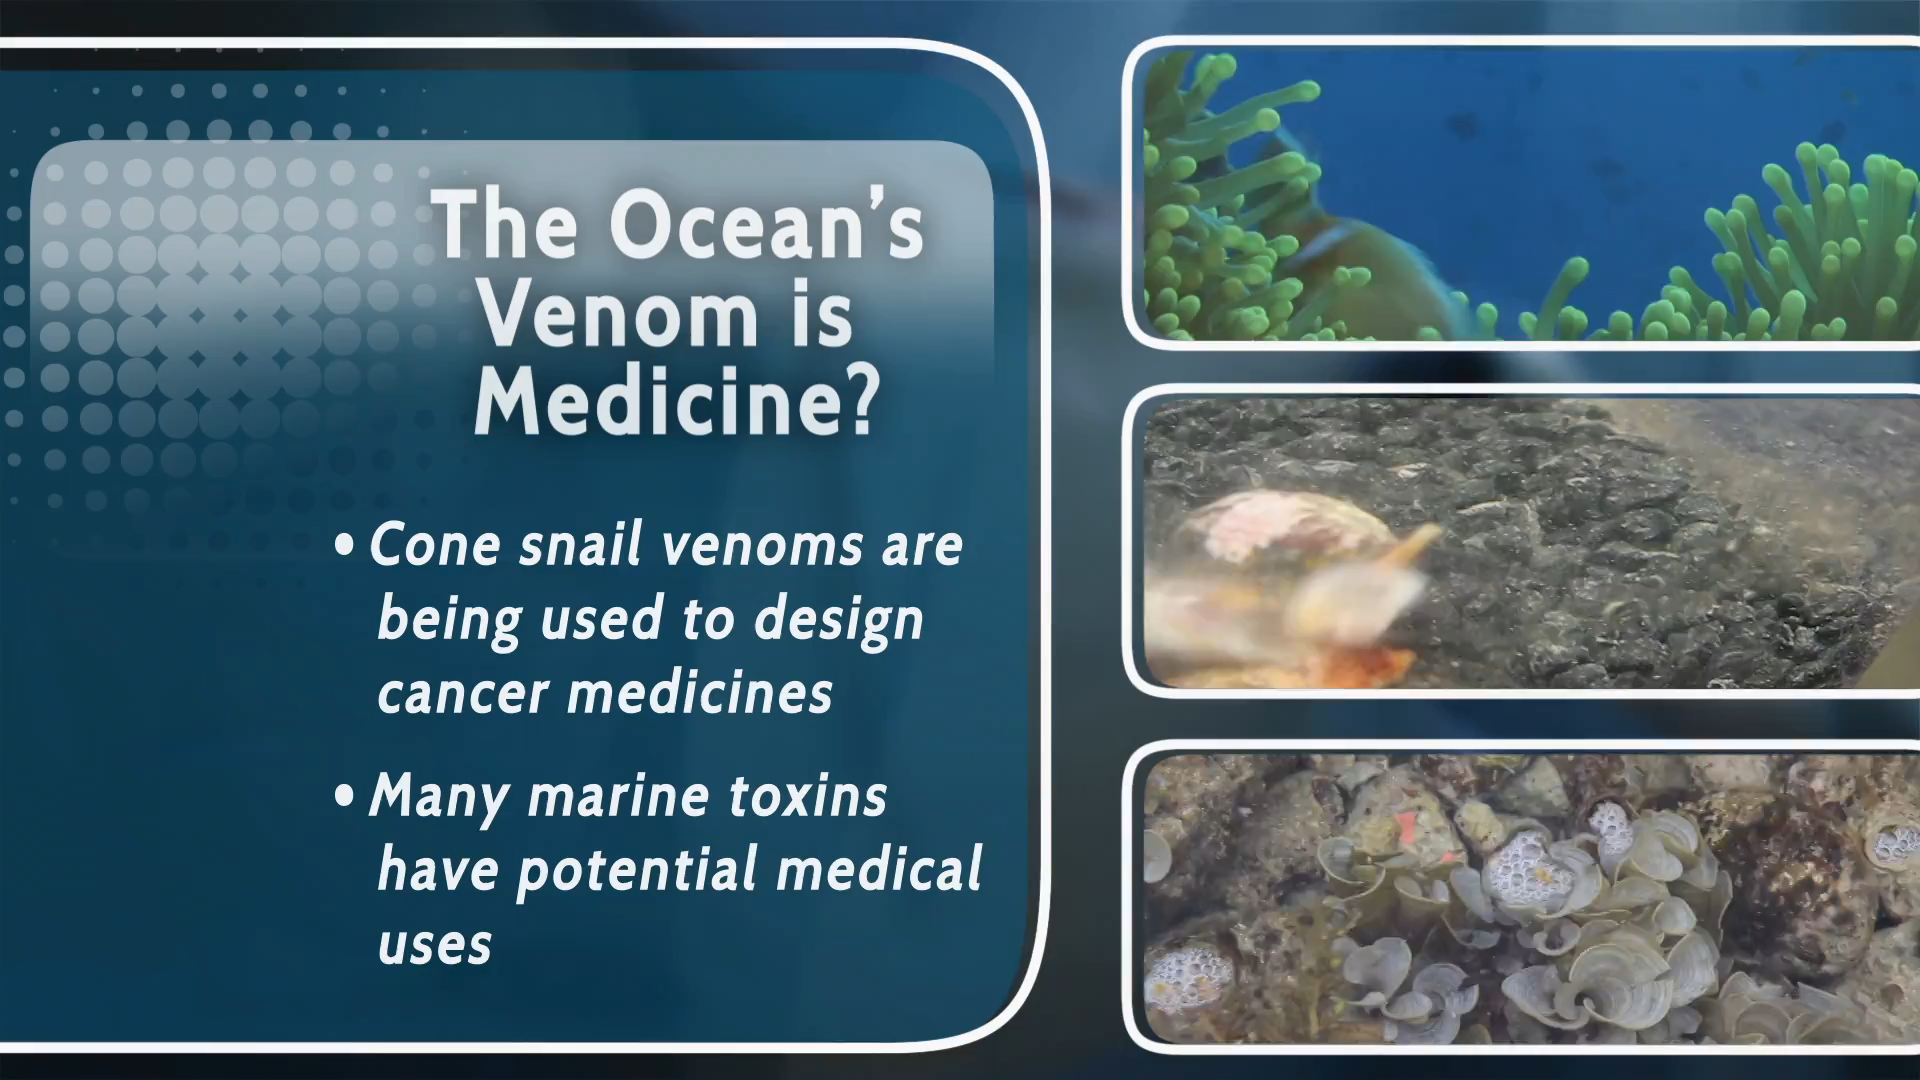 The Ocean’s
Venom is
Medicine?
• Cone snail venoms are
being used to design
cancer medicines
• Many marine toxins
have potential medical
uses